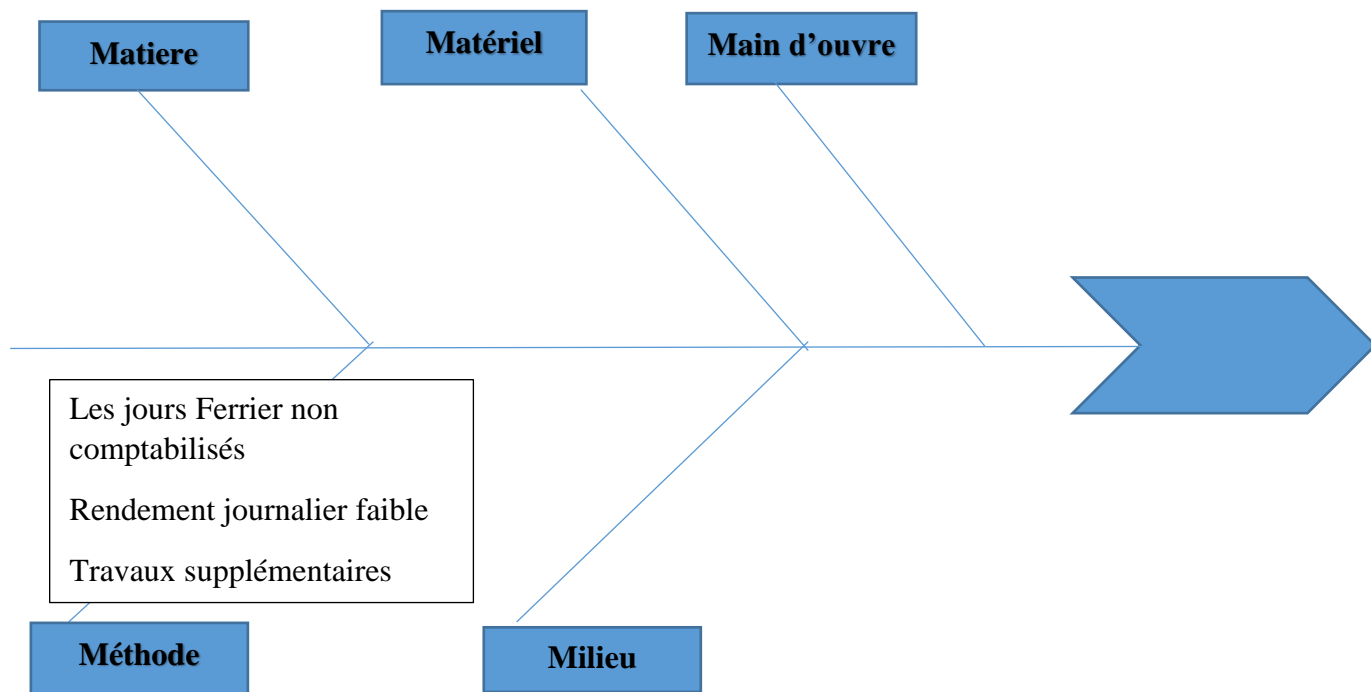 Matiere
Matériel
Main d’ouvre
Les jours Ferrier non
comptabilisés
Rendement journalier faible
Travaux supplémentaires
Méthode
Milieu